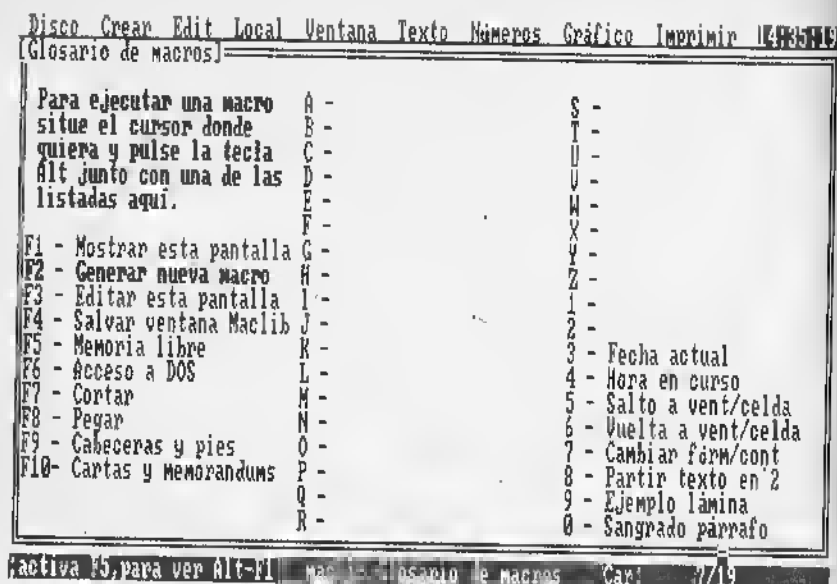 Disco Crear Edit Local Ventana Texto Números Gráfico Imprimir
[Glosario de macros]
Para ejecutar una macro
situe el cursor donde
quiera y pulse la tecla
Alt junto con una de las
listadas aquí.
F1 - Mostrar esta pantalla
F2 - Generar nueva macro
F3 - Editar esta pantalla
F4 - Salvar ventana Maclib
F5 - Memoria libre
F6 - Acceso a DOS
F7 - Cortar
F8 - Pegar
F9 - Cabeceras y pies
F10- Cartas y memorandums
A -
B -
C -
D -
E -
F -
G -
H -
I -
J -
K -
L -
M -
N -
O -
P -
Q -
R -
S -
T -
U -
V -
W -
X -
Y -
Z -
1 -
2 -
3 - Fecha actual
4 - Hora en curso
5 - Salto a vent/celda
6 - Vuelta a vent/celda
7 - Cambiar fórm/cont
8 - Partir texto en 2
9 - Ejemplo lámina
0 - Sangrado párrafo
;activa F5,para ver Alt-F1 Glosario de macros